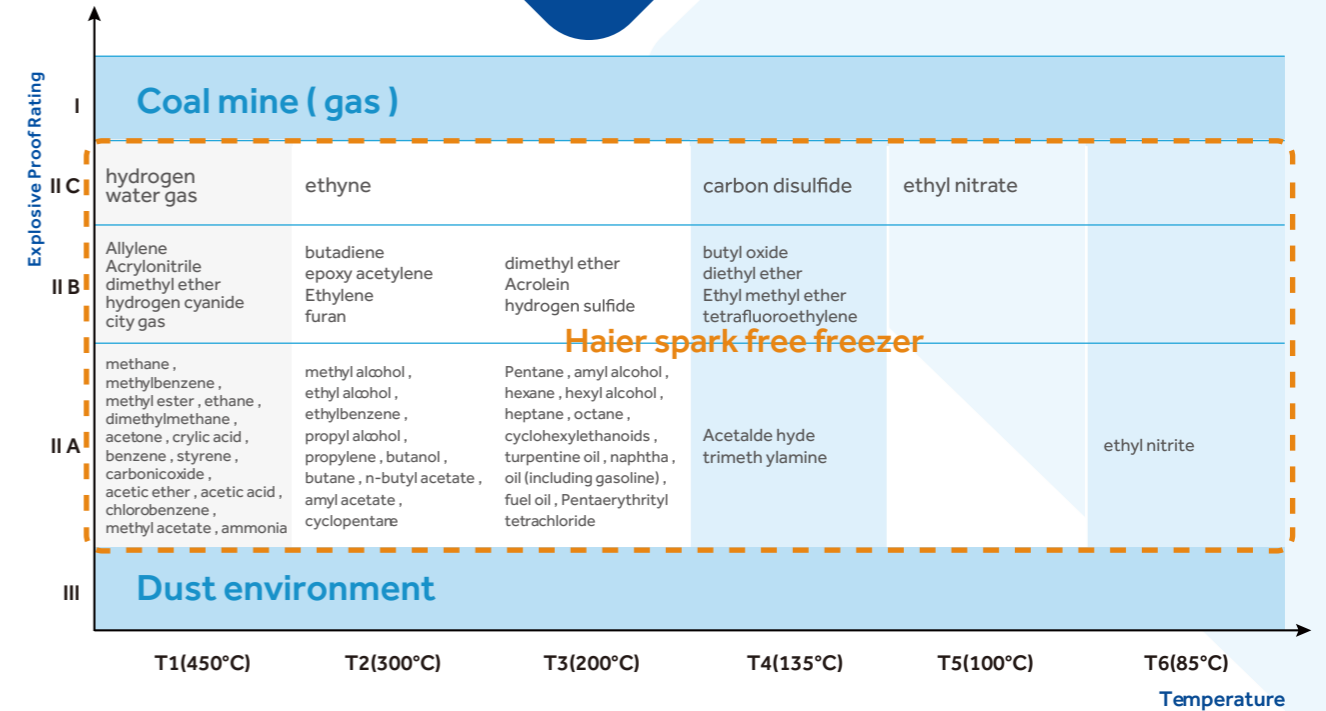 Explosive Proof Rating
I
Coal mine ( gas )
II C
hydrogen
water gas
ethyne
carbon disulfide
ethyl nitrate
II B
Allylene
Acrylonitrile
dimethyl ether
hydrogen cyanide
city gas
butadiene
epoxy acetylene
Ethylene
furan
dimethyl ether
Acrolein
hydrogen sulfide
butyl oxide
diethyl ether
Ethyl methyl ether
tetrafluoroethylene
Haier spark free freezer
II A
methane ,
methylbenzene ,
methyl ester , ethane ,
dimethylmethane ,
acetone , crylic acid ,
benzene , styrene ,
carbonicoxide ,
acetic ether , acetic acid ,
chlorobenzene ,
methyl acetate , ammonia
methyl alcohol ,
ethyl alcohol ,
ethylbenzene ,
propyl alcohol ,
propylene , butanol ,
butane , n-butyl acetate ,
amyl acetate ,
cyclopentane
Pentane , amyl alcohol ,
hexane , hexyl alcohol ,
heptane , octane ,
cyclohexylethanoids ,
turpentine oil , naphtha ,
oil (including gasoline) ,
fuel oil , Pentaerythrityl
tetrachloride
Acetalde hyde
trimeth ylamine
ethyl nitrite
III
Dust environment
T1(450°C)
T2(300°C)
T3(200°C)
T4(135°C)
T5(100°C)
T6(85°C)
Temperature